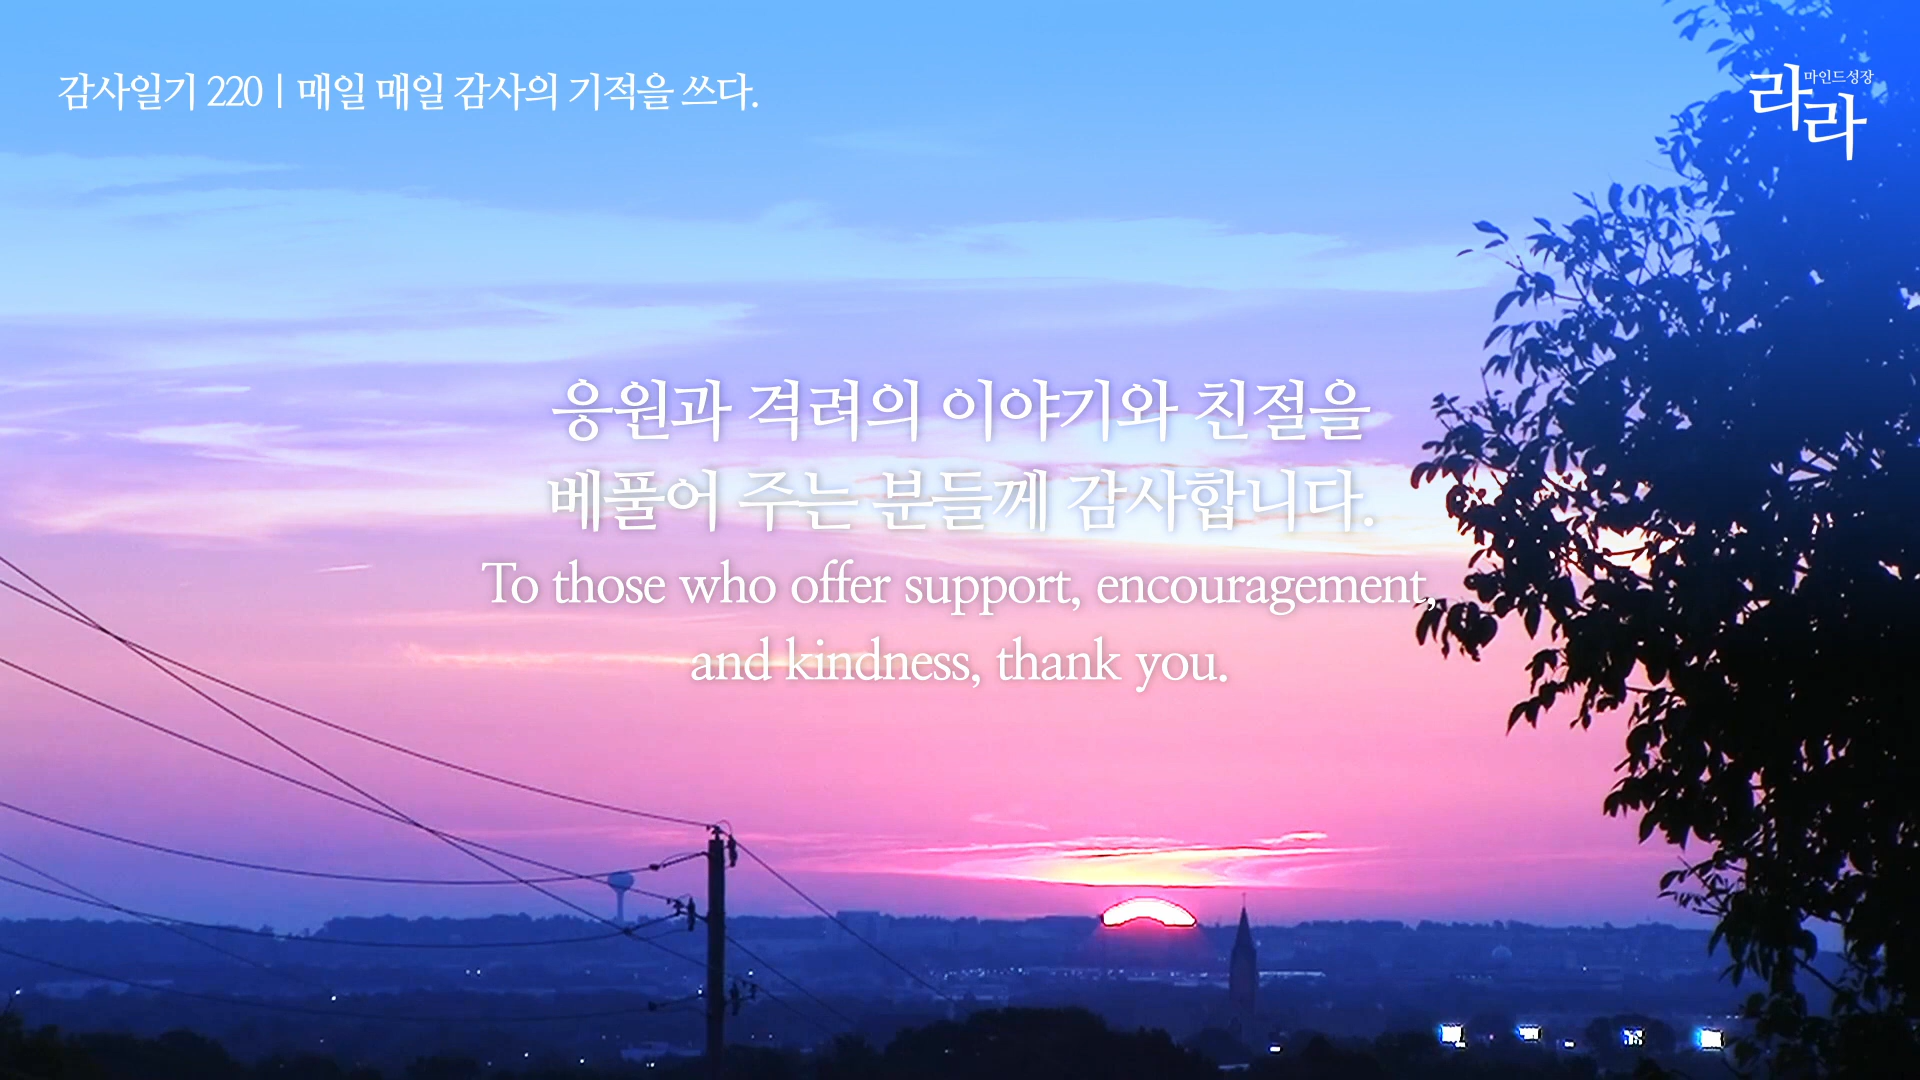 감사일기 220 | 매일 매일 감사의 기적을 쓰다.
마인드성장
라라
응원과 격려의 이야기와 친절을
베풀어 주는 분들께 감사합니다.
To those who offer support, encouragement,
and kindness, thank you.